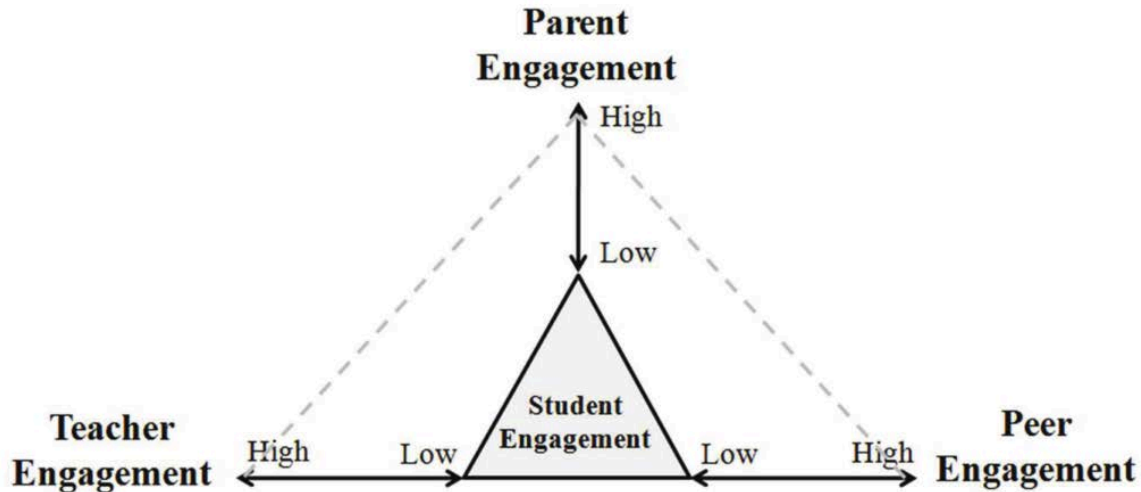 Parent
Engagement
High
Low
Student
Engagement
Teacher
Engagement
High
Low
Low
High
Peer
Engagement